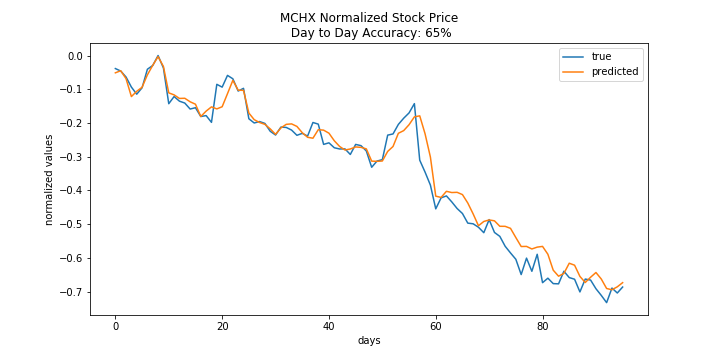 MCHX Normalized Stock Price
Day to Day Accuracy: 65%
true
predicted
normalized values
0.0
−0.1
−0.2
−0.3
−0.4
−0.5
−0.6
−0.7
0
20
40
60
80
days